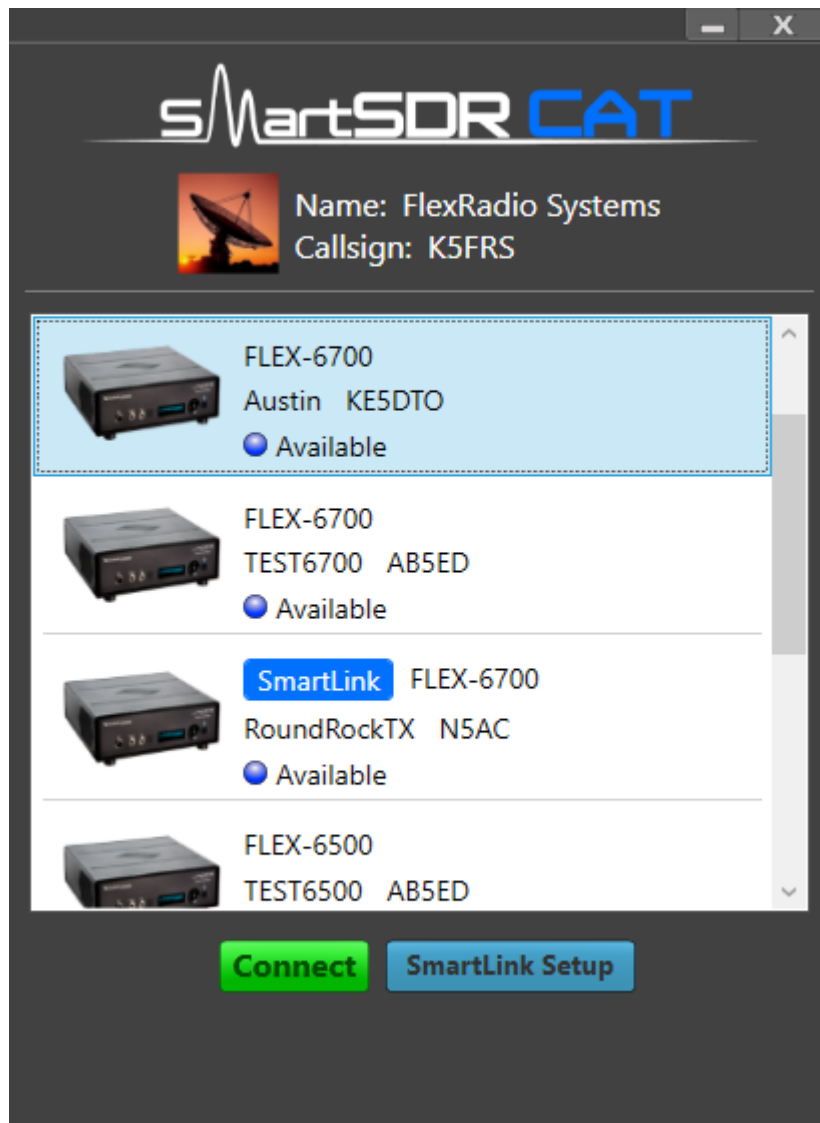 X
sMartSDR CAT
Name: FlexRadio Systems
Callsign: K5FRS
FLEX-6700
Austin KE5DTO
Available
FLEX-6700
TEST6700 AB5ED
Available
SmartLink FLEX-6700
RoundRockTX N5AC
Available
FLEX-6500
TEST6500 AB5ED
Connect SmartLink Setup